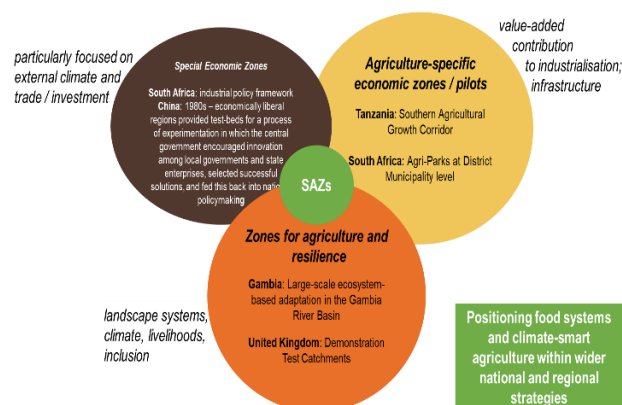 particularly focused on
external climate and
trade / investment
Special Economic Zones
South Africa: industrial policy framework
China: 1980s – economically liberal
regions provided test-beds for a process
of experimentation in which the central
government encouraged innovation
among local governments and state
enterprises, selected successful
solutions, and fed this back into
policymaking
Agriculture-specific
economic zones / pilots
Tanzania: Southern Agricultural
Growth Corridor
South Africa: Agri-Parks at District
Municipality level
value-added
contribution
to industrialisation;
infrastructure
SAZs
Zones for agriculture and
resilience
Gambia: Large-scale ecosystem-
based adaptation in the Gambia
River Basin
United Kingdom: Demonstration
Test Catchments
landscape systems,
climate, livelihoods,
inclusion
Positioning food systems
and climate-smart
agriculture within wider
national and regional
strategies